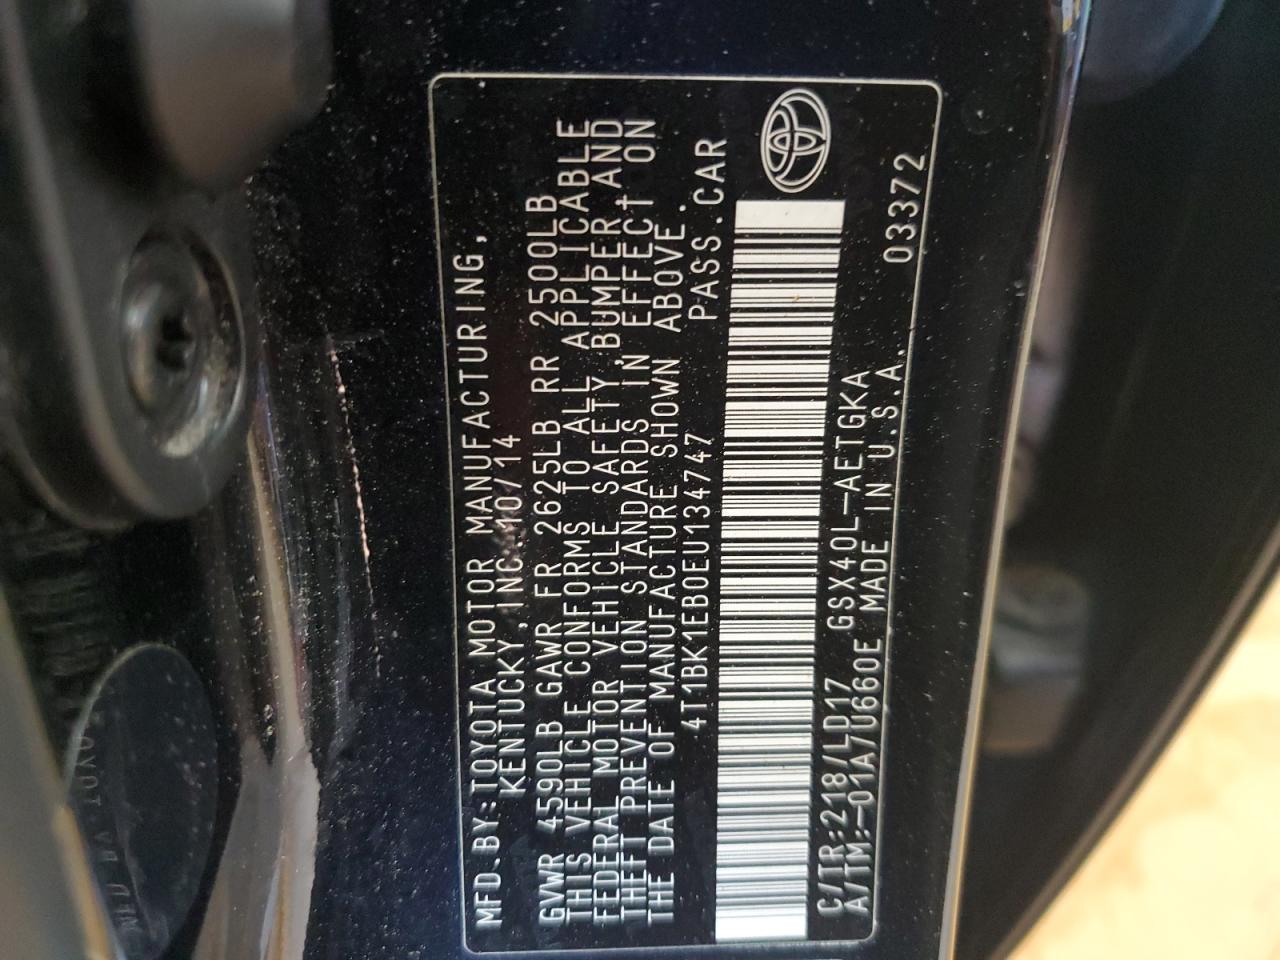 MFD.BY:TOYOTA MOTOR MANUFACTURING,
KENTUCKY,INC. 10/14
GVWR 4590LB GAWR FR 2625LB RR 2500LB
THIS VEHICLE CONFORMS TO ALL APPLICABLE
FEDERAL MOTOR VEHICLE SAFETY,BUMPER,AND
THEFT PREVENTION STANDARDS IN EFFECT ON
THE DATE OF MANUFACTURE SHOWN ABOVE.
4T1BK1EB0EU134747 PASS.CAR
C/TR:218/LD17 GSX40L-AETGKA
A/TM:-01A/U660E MADE IN U.S.A. 03372